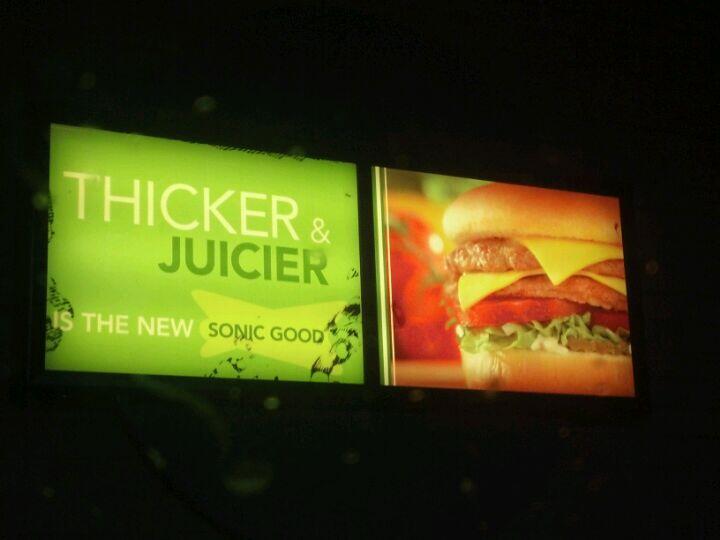 THICKER &
JUICIER
IS THE NEW SONIC GOOD